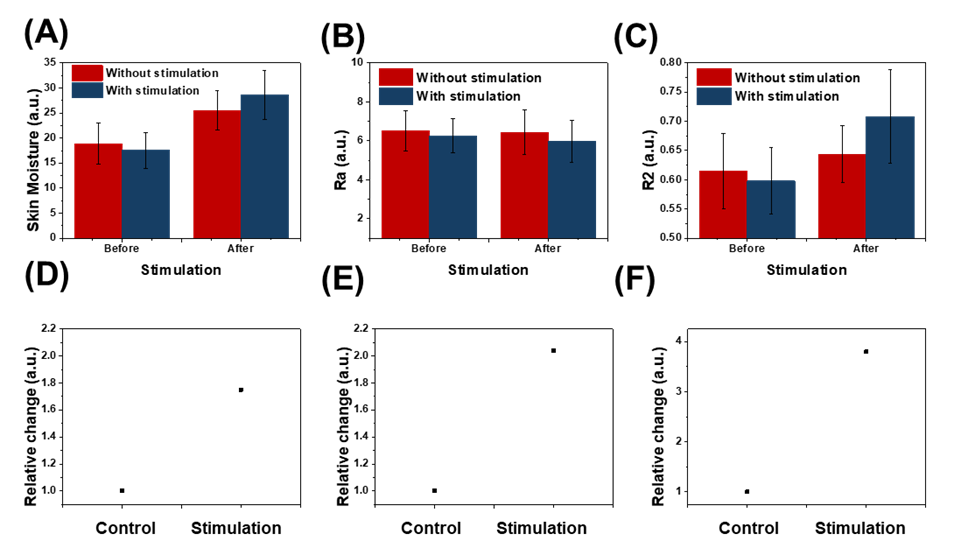 (A)
(B)
(C)
Skin Moisture (a.u.)
35
30
25
20
15
10
5
0
Without stimulation
With stimulation
Before
After
Stimulation
Ra (a.u.)
10
8
6
4
2
Without stimulation
With stimulation
Before
After
Stimulation
R2 (a.u.)
0.80
0.75
0.70
0.65
0.60
0.55
0.50
Without stimulation
With stimulation
Before
After
Stimulation
(D)
(E)
(F)
Relative change (a.u.)
2.2
2.0
1.8
1.6
1.4
1.2
1.0
Control
Stimulation
Relative change (a.u.)
2.2
2.0
1.8
1.6
1.4
1.2
1.0
Control
Stimulation
Relative change (a.u.)
4
3
2
1
Control
Stimulation